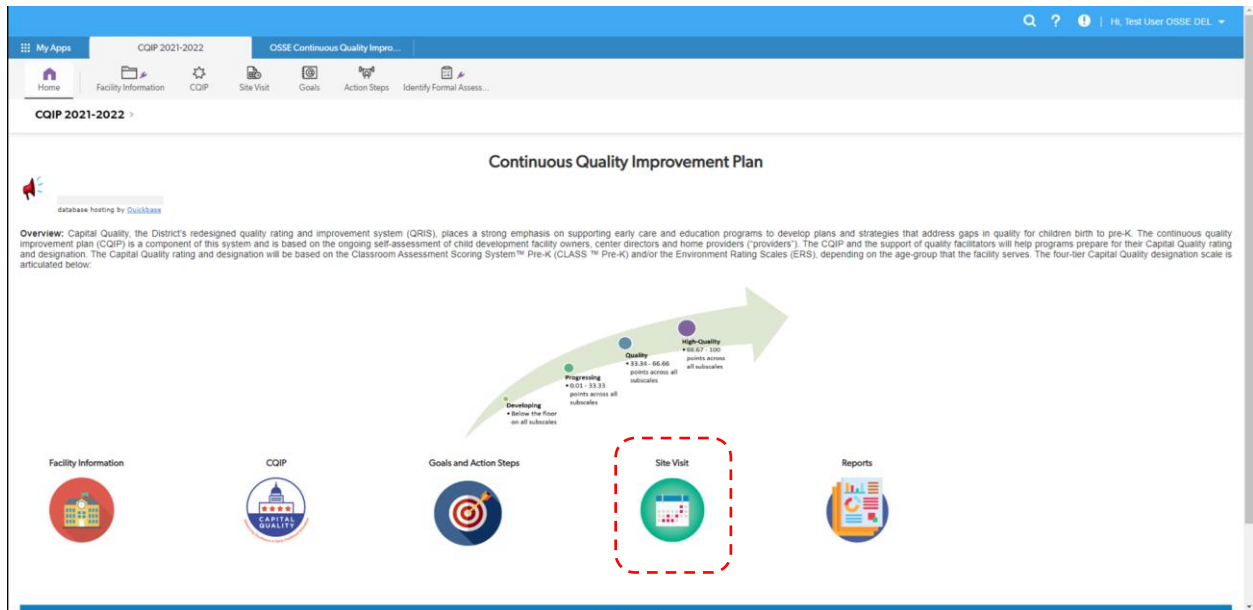 Hi, Test User OSSE DEL
My Apps
CQIP 2021-2022
OSSE Continuous Quality Impro...
Home
Facility Information
CQIP
Site Visit
Goals
Action Steps
Identify Formal Assess...
CQIP 2021-2022 >
Continuous Quality Improvement Plan
database hosting by Quickbase
Overview: Capital Quality, the District's redesigned quality rating and improvement system (QRIS), places a strong emphasis on supporting early care and education programs to develop plans and strategies that address gaps in quality for children birth to pre-K. The continuous quality
improvement plan (CQIP) is a component of this system and is based on the ongoing self-assessment of child development facility owners, center directors and home providers ("providers"). The CQIP and the support of quality facilitators will help programs prepare for their Capital Quality rating
and designation. The Capital Quality rating and designation will be based on the Classroom Assessment Scoring System™ Pre-K (CLASS ™ Pre-K) and/or the Environment Rating Scales (ERS), depending on the age-group that the facility serves. The four-tier Capital Quality designation scale is
articulated below:
High-Quality
• 66.67 - 100
points across
all subscales
Quality
• 33.34 - 66.66
points across all
subscales
Progressing
• 0.01 - 33.33
points across all
subscales
Developing
• Below the floor
on all subscales
Facility Information
CQIP
Goals and Action Steps
Site Visit
Reports
CAPITAL
QUALITY